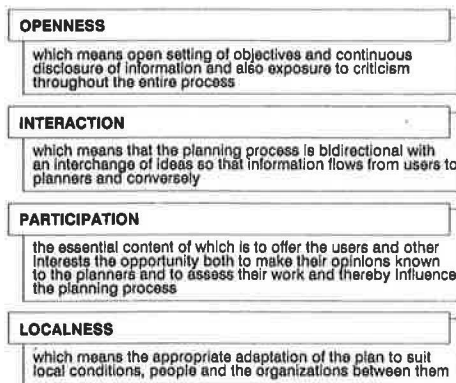 OPENNESS
which means open setting of objectives and continuous
disclosure of information and also exposure to criticism
throughout the entire process
INTERACTION
which means that the planning process is bidirectional with
an interchange of ideas so that information flows from users to
planners and conversely
PARTICIPATION
the essential content of which is to offer the users and other
interests the opportunity both to make their opinions known
to the planners and to assess their work and thereby influence
the planning process
LOCALNESS
which means the appropriate adaptation of the plan to suit
local conditions, people and the organizations between them